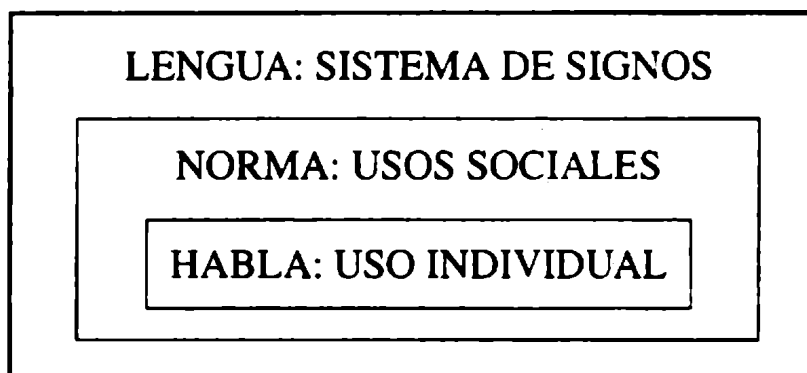 LENGUA: SISTEMA DE SIGNOS
NORMA: USOS SOCIALES
HABLA: USO INDIVIDUAL